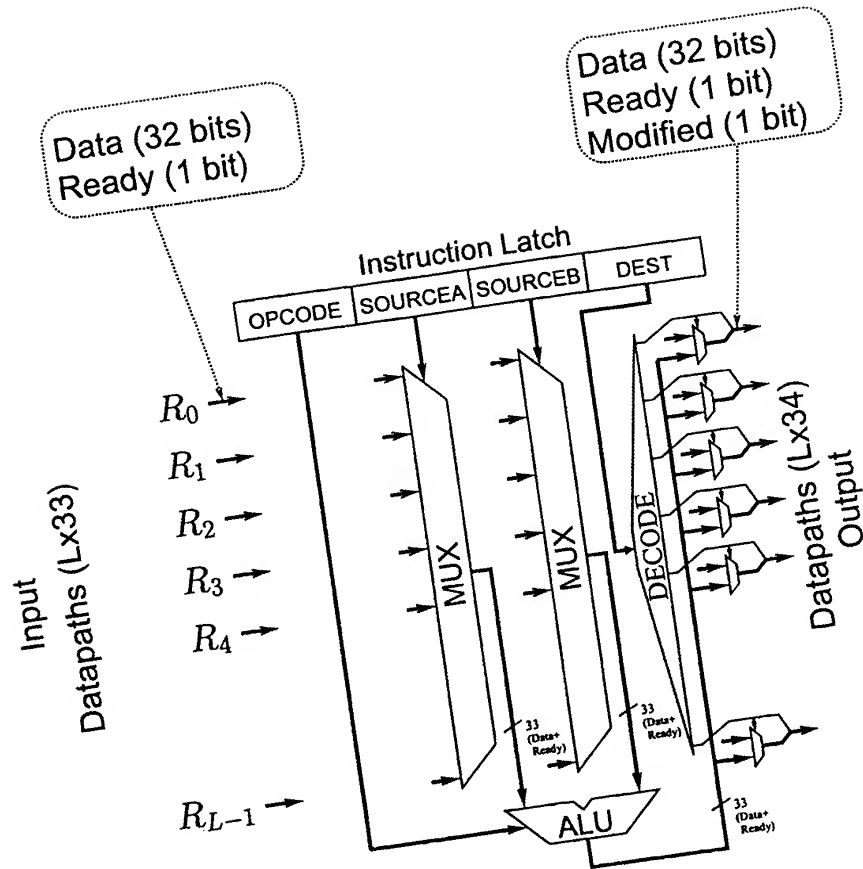 Data (32 bits)
Ready (1 bit)
Modified (1 bit)
Data (32 bits)
Ready (1 bit)
Instruction Latch
OPCODE
SOURCEA
SOURCEB
DEST
R0
R1
R2
R3
R4
RL−1
Input
Datapaths (Lx33)
MUX
MUX
DECODE
Datapaths (Lx34)
Output
33
(Data+
Ready)
33
(Data+
Ready)
33
(Data+
Ready)
ALU